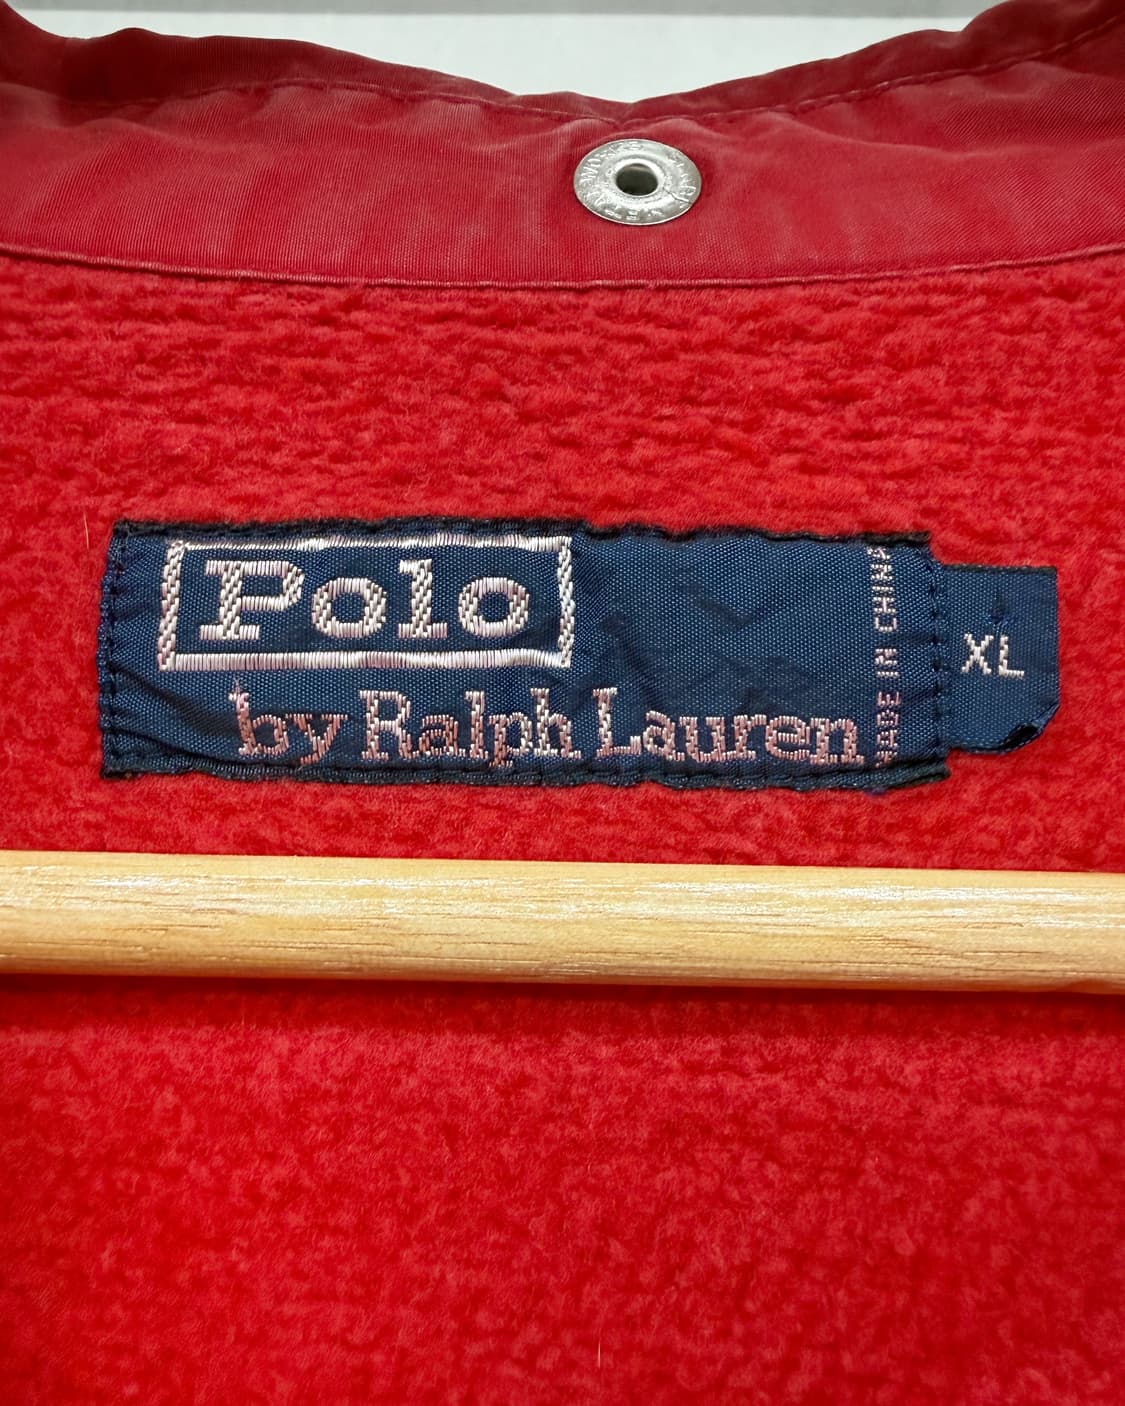 Polo
by Ralph Lauren
MADE IN CHINA
XL